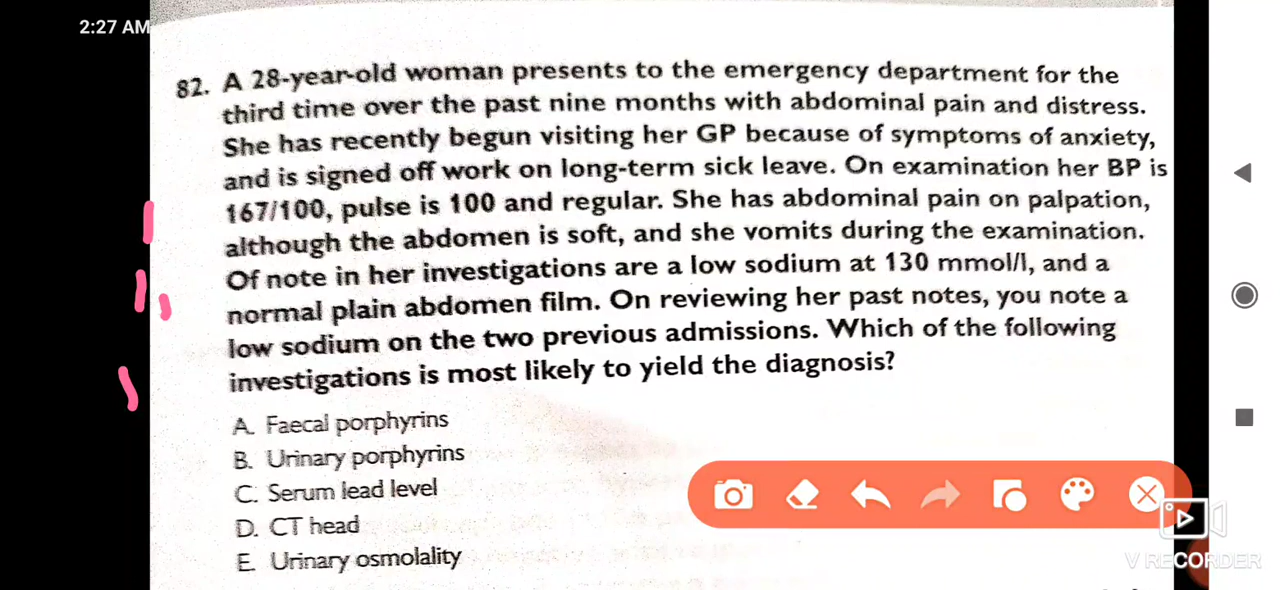 2:27 AM
82. A 28-year-old woman presents to the emergency department for the
third time over the past nine months with abdominal pain and distress.
She has recently begun visiting her GP because of symptoms of anxiety,
and is signed off work on long-term sick leave. On examination her BP is
167/100, pulse is 100 and regular. She has abdominal pain on palpation,
although the abdomen is soft, and she vomits during the examination.
Of note in her investigations are a low sodium at 130 mmol/l, and a
normal plain abdomen film. On reviewing her past notes, you note a
low sodium on the two previous admissions. Which of the following
investigations is most likely to yield the diagnosis?
A. Faecal porphyrins
B. Urinary porphyrins
C. Serum lead level
D. CT head
E. Urinary osmolality
V RECORDER